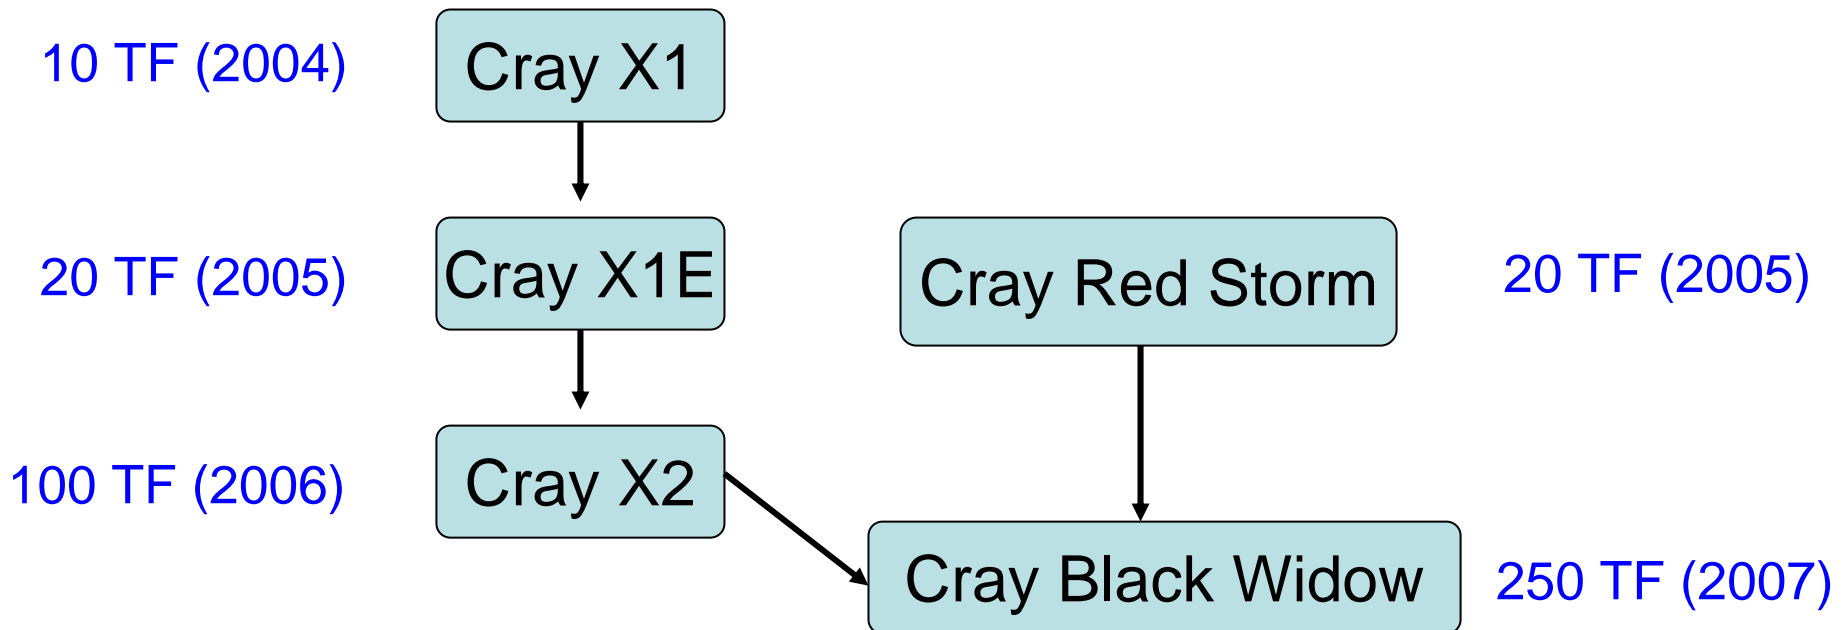 10 TF (2004)
Cray X1
20 TF (2005)
Cray X1E
Cray Red Storm
20 TF (2005)
100 TF (2006)
Cray X2
Cray Black Widow
250 TF (2007)